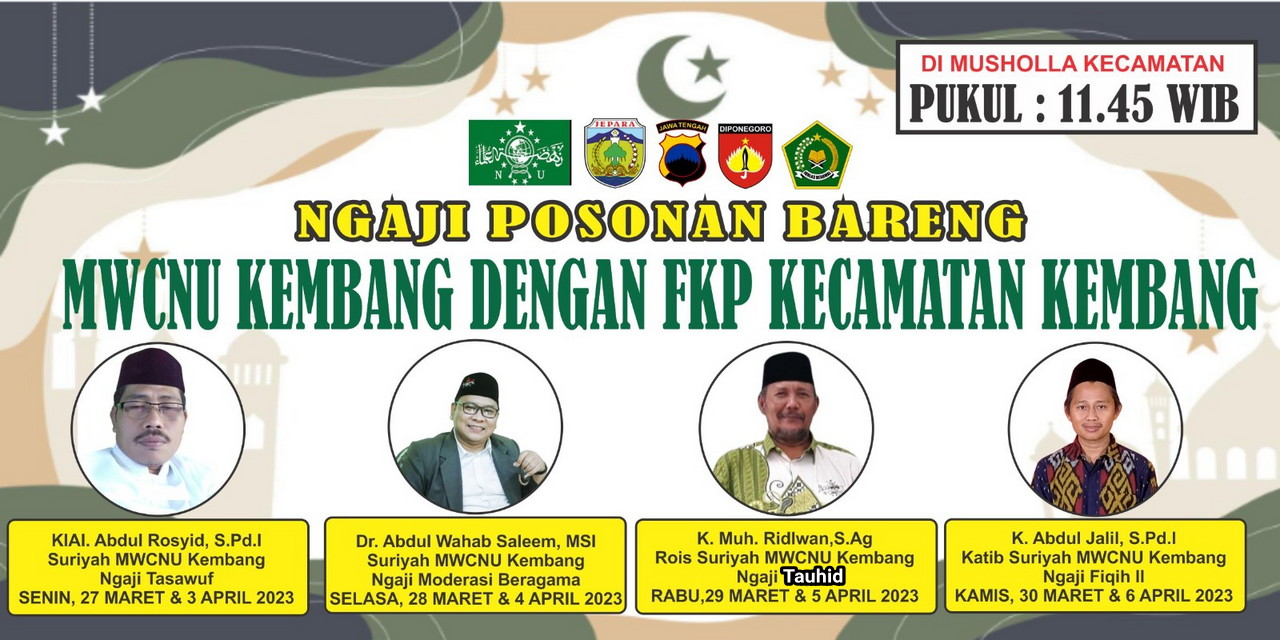 DI MUSHOLLA KECAMATAN
PUKUL : 11.45 WIB
N U
JEPARA
JAWA TENGAH
DIPONEGORO
NGAJI POSONAN BARENG
MWCNU KEMBANG DENGAN FKP KECAMATAN KEMBANG
KIAI. Abdul Rosyid, S.Pd.I
Suriyah MWCNU Kembang
Ngaji Tasawuf
SENIN, 27 MARET & 3 APRIL 2023
Dr. Abdul Wahab Saleem, MSI
Suriyah MWCNU Kembang
Ngaji Moderasi Beragama
SELASA, 28 MARET & 4 APRIL 2023
K. Muh. Ridlwan,S.Ag
Rois Suriyah MWCNU Kembang
Ngaji Tauhid
RABU,29 MARET & 5 APRIL 2023
K. Abdul Jalil, S.Pd.I
Katib Suriyah MWCNU Kembang
Ngaji Fiqih II
KAMIS, 30 MARET & 6 APRIL 2023